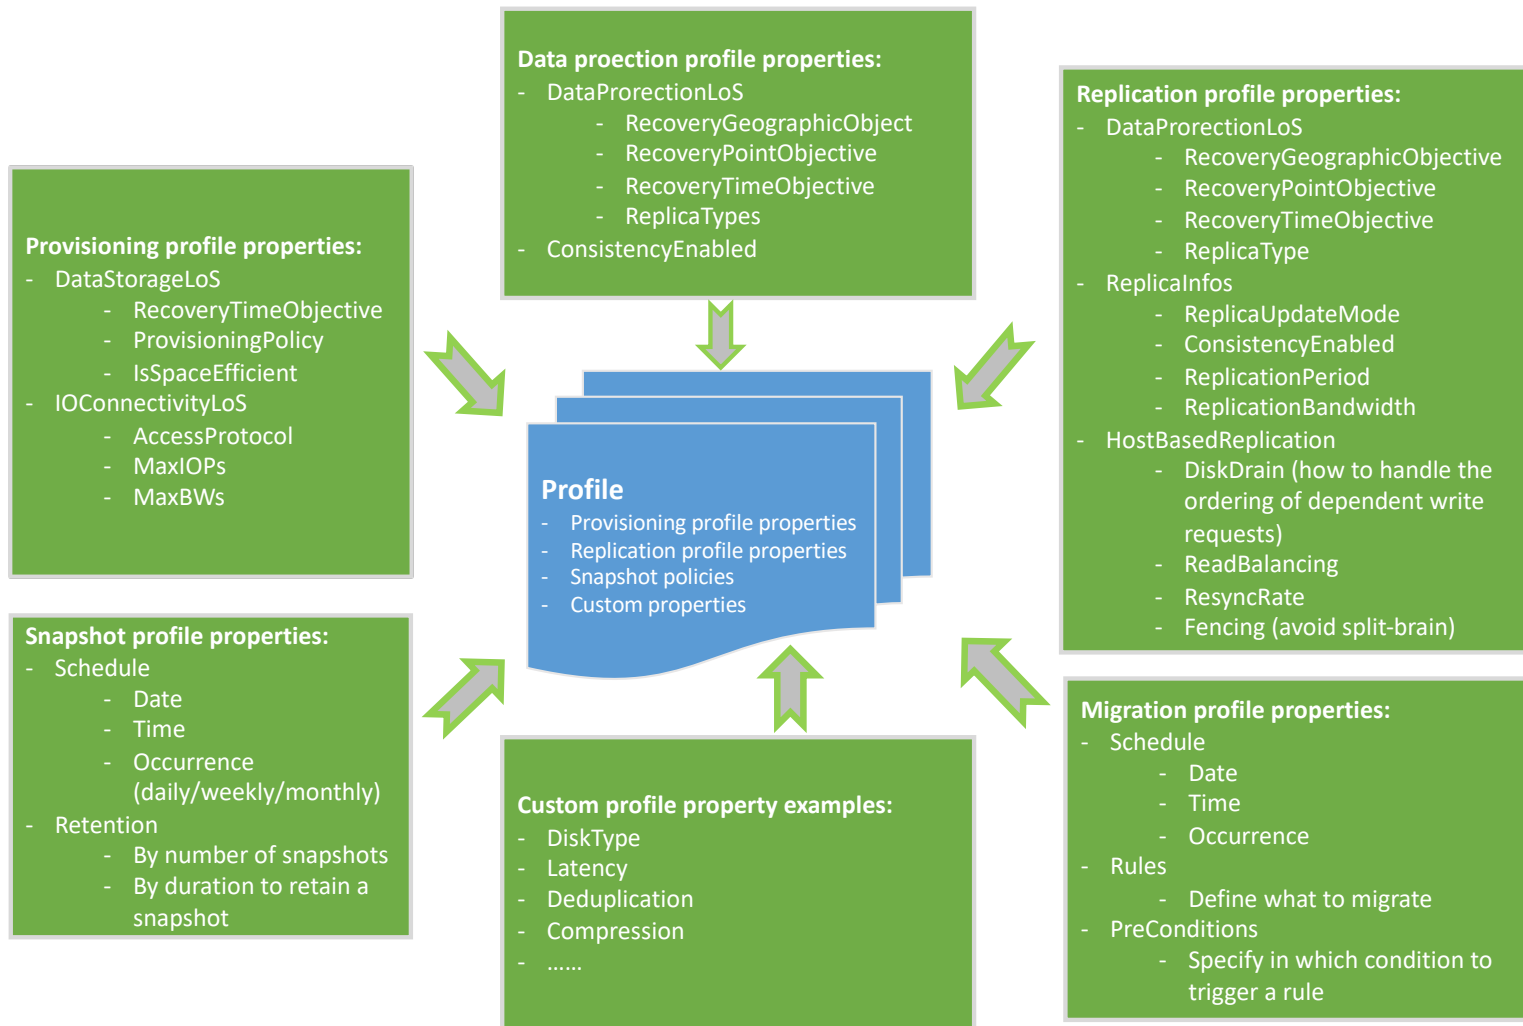 Data proection profile properties:
- DataProrectionLoS
- RecoveryGeographicObject
- RecoveryPointObjective
- RecoveryTimeObjective
- ReplicaTypes
- ConsistencyEnabled
Replication profile properties:
- DataProrectionLoS
- RecoveryGeographicObjective
- RecoveryPointObjective
- RecoveryTimeObjective
- ReplicaType
- ReplicaInfos
- ReplicaUpdateMode
- ConsistencyEnabled
- ReplicationPeriod
- ReplicationBandwidth
- HostBasedReplication
- DiskDrain (how to handle the
ordering of dependent write
requests)
- ReadBalancing
- ResyncRate
- Fencing (avoid split-brain)
Provisioning profile properties:
- DataStorageLoS
- RecoveryTimeObjective
- ProvisioningPolicy
- IsSpaceEfficient
- IOConnectivityLoS
- AccessProtocol
- MaxIOPs
- MaxBWs
Profile
- Provisioning profile properties
- Replication profile properties
- Snapshot policies
- Custom properties
Snapshot profile properties:
- Schedule
- Date
- Time
- Occurrence
(daily/weekly/monthly)
- Retention
- By number of snapshots
- By duration to retain a
snapshot
Custom profile property examples:
- DiskType
- Latency
- Deduplication
- Compression
- ......
Migration profile properties:
- Schedule
- Date
- Time
- Occurrence
- Rules
- Define what to migrate
- PreConditions
- Specify in which condition to
trigger a rule